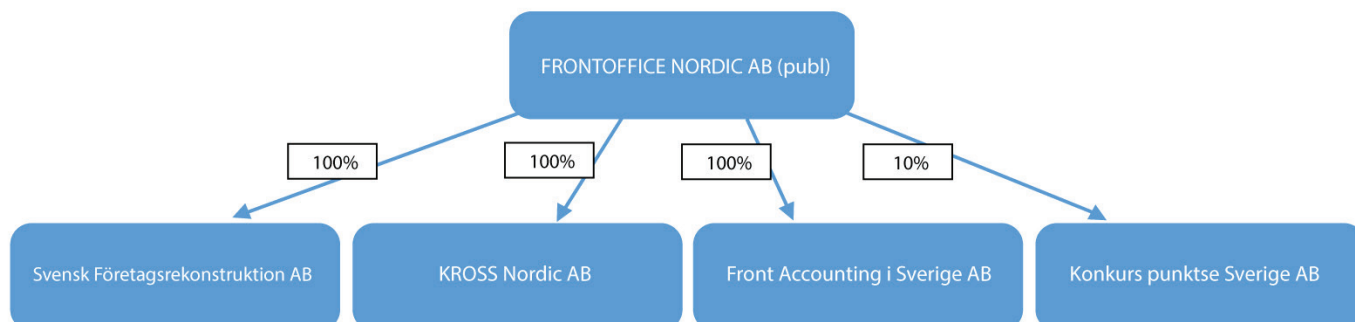 FRONTOFFICE NORDIC AB (publ)
100%
100%
100%
10%
Svensk Företagsrekonstruktion AB
KROSS Nordic AB
Front Accounting i Sverige AB
Konkurs punktse Sverige AB